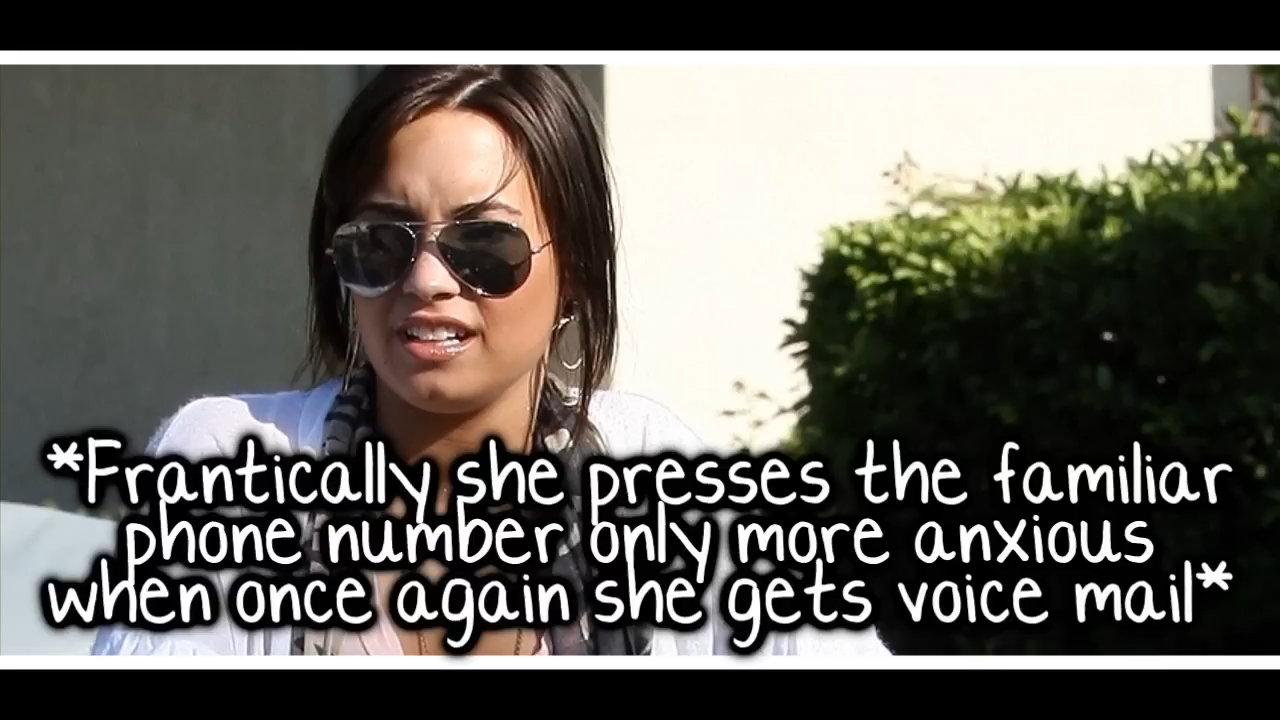 *Frantically she presses the familiar
phone number only more anxious
when once again she gets voice mail*